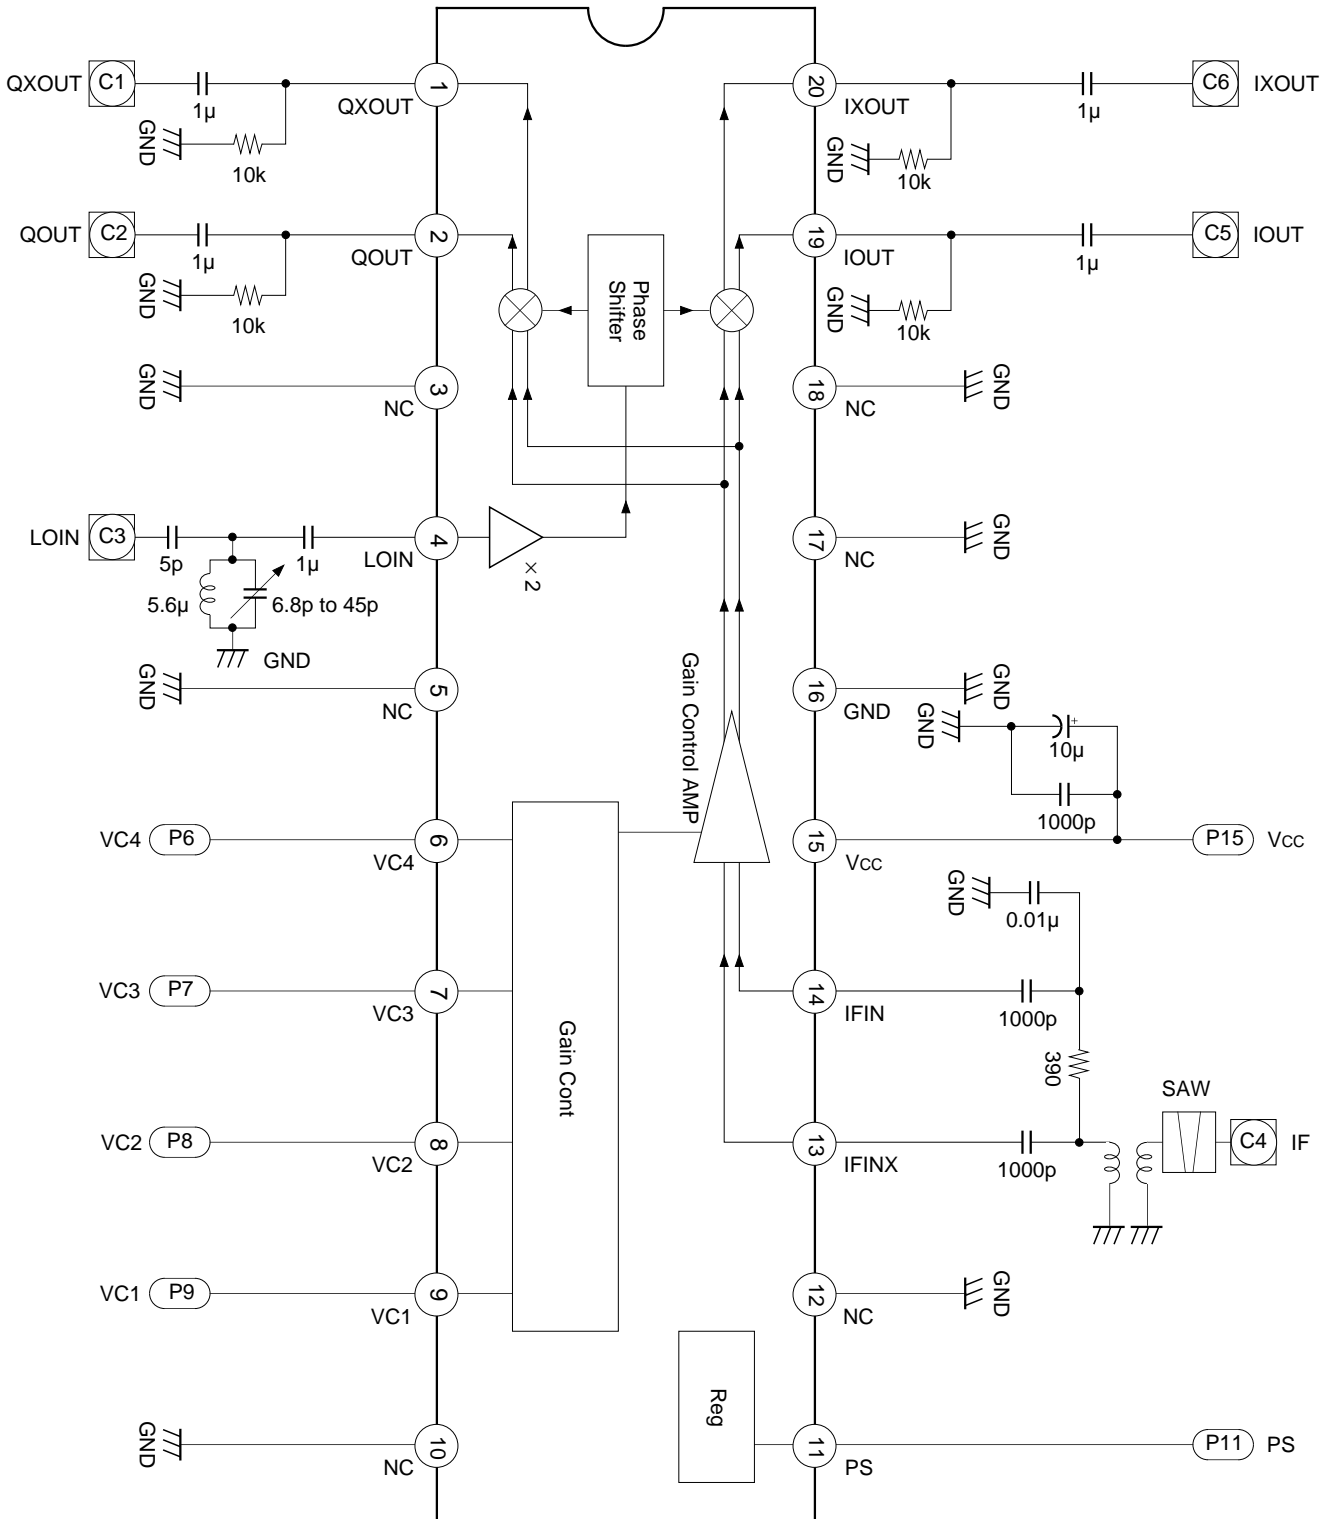 QXOUT C1 1µ 1 QXOUT
GND 10k
QOUT C2 1µ 2 QOUT
GND 10k
GND 3 NC
LOIN C3 5p 1µ 4 LOIN
5.6µ 6.8p to 45p
GND
GND 5 NC
VC4 P6 6 VC4
VC3 P7 7 VC3
VC2 P8 8 VC2
VC1 P9 9 VC1
GND 10 NC
Phase
Shifter
× 2
Gain Control AMP
Gain Cont
Reg
20 IXOUT 1µ C6 IXOUT
GND 10k
19 IOUT 1µ C5 IOUT
GND 10k
18 NC GND
17 NC GND
16 GND GND
GND 10µ +
1000p
15 VCC P15 VCC
GND 0.01µ
14 IFIN 1000p
390
SAW
13 IFINX 1000p C4 IF
12 NC GND
11 PS P11 PS